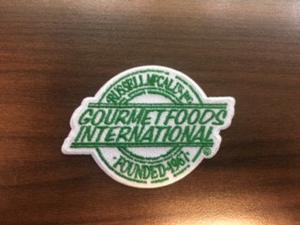 RUSSELL McCALL'S INC.
GOURMET FOODS
INTERNATIONAL
®
·FOUNDED-1967·